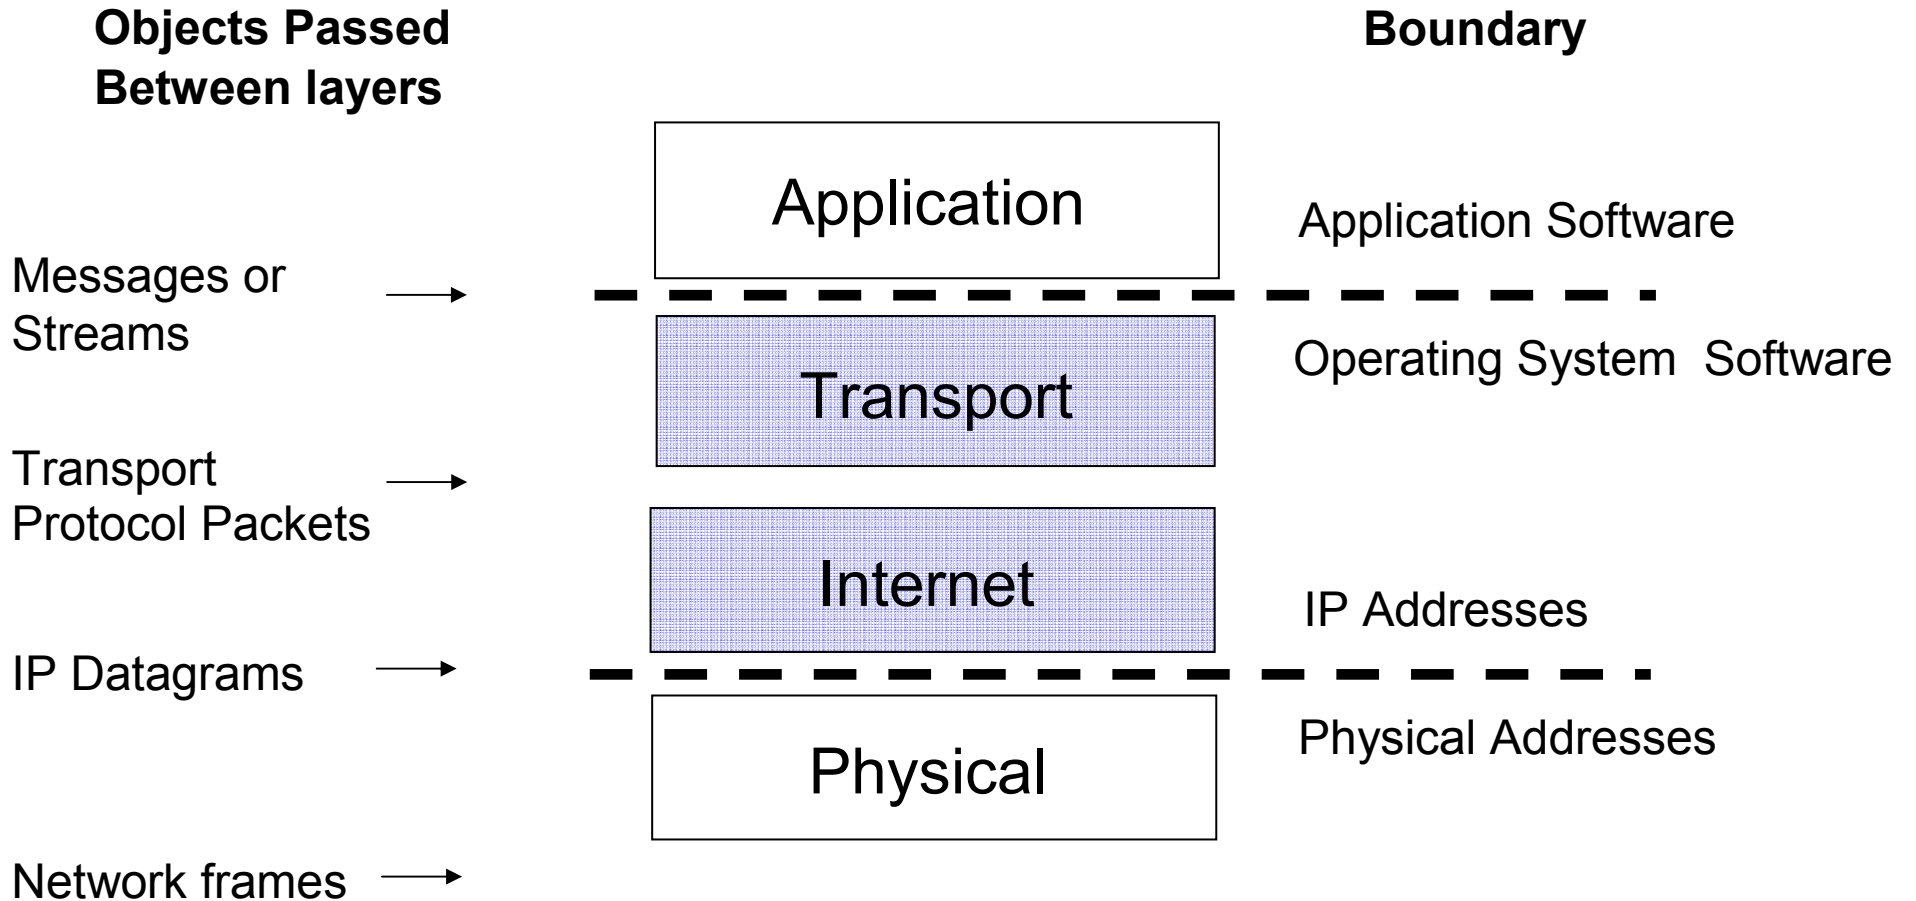 Objects Passed
Between layers
Boundary
Application
Application Software
Messages or
Streams
Operating System  Software
Transport
Transport
Protocol Packets
Internet
IP Addresses
IP Datagrams
Physical Addresses
Physical
Network frames